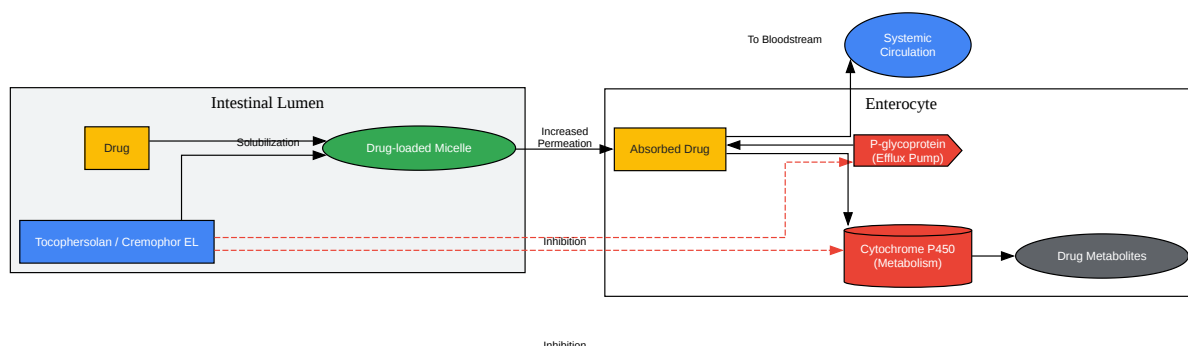 Systemic
Circulation
To Bloodstream
Intestinal Lumen
Enterocyte
Drug
Solubilization
Drug-loaded Micelle
Increased
Permeation
Absorbed Drug
P-glycoprotein
(Efflux Pump)
Tocophersolan / Cremophor EL
Inhibition
Cytochrome P450
(Metabolism)
Drug Metabolites
Inhibition